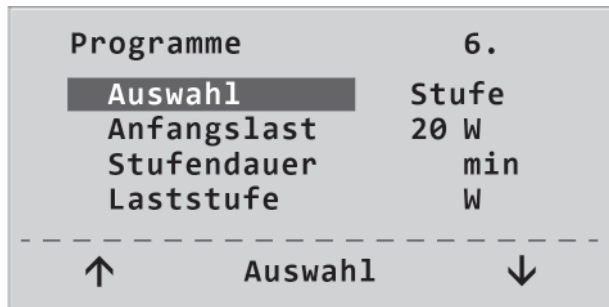 Programme 6.
Auswahl Stufe
Anfangslast 20 W
Stufendauer min
Laststufe W
↑ Auswahl ↓